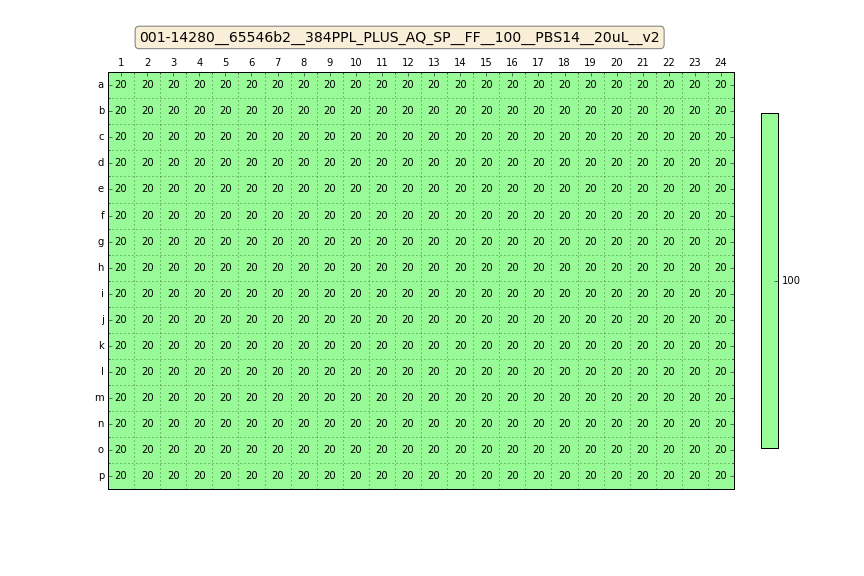 001-14280__65546b2__384PPL_PLUS_AQ_SP__FF__100__PBS14__20uL__v2
1 2 3 4 5 6 7 8 9 10 11 12 13 14 15 16 17 18 19 20 21 22 23 24
a 20 20 20 20 20 20 20 20 20 20 20 20 20 20 20 20 20 20 20 20 20 20 20 20
b 20 20 20 20 20 20 20 20 20 20 20 20 20 20 20 20 20 20 20 20 20 20 20 20
c 20 20 20 20 20 20 20 20 20 20 20 20 20 20 20 20 20 20 20 20 20 20 20 20
d 20 20 20 20 20 20 20 20 20 20 20 20 20 20 20 20 20 20 20 20 20 20 20 20
e 20 20 20 20 20 20 20 20 20 20 20 20 20 20 20 20 20 20 20 20 20 20 20 20
f 20 20 20 20 20 20 20 20 20 20 20 20 20 20 20 20 20 20 20 20 20 20 20 20
g 20 20 20 20 20 20 20 20 20 20 20 20 20 20 20 20 20 20 20 20 20 20 20 20
h 20 20 20 20 20 20 20 20 20 20 20 20 20 20 20 20 20 20 20 20 20 20 20 20
100
i 20 20 20 20 20 20 20 20 20 20 20 20 20 20 20 20 20 20 20 20 20 20 20 20
j 20 20 20 20 20 20 20 20 20 20 20 20 20 20 20 20 20 20 20 20 20 20 20 20
k 20 20 20 20 20 20 20 20 20 20 20 20 20 20 20 20 20 20 20 20 20 20 20 20
l 20 20 20 20 20 20 20 20 20 20 20 20 20 20 20 20 20 20 20 20 20 20 20 20
m 20 20 20 20 20 20 20 20 20 20 20 20 20 20 20 20 20 20 20 20 20 20 20 20
n 20 20 20 20 20 20 20 20 20 20 20 20 20 20 20 20 20 20 20 20 20 20 20 20
o 20 20 20 20 20 20 20 20 20 20 20 20 20 20 20 20 20 20 20 20 20 20 20 20
p 20 20 20 20 20 20 20 20 20 20 20 20 20 20 20 20 20 20 20 20 20 20 20 20